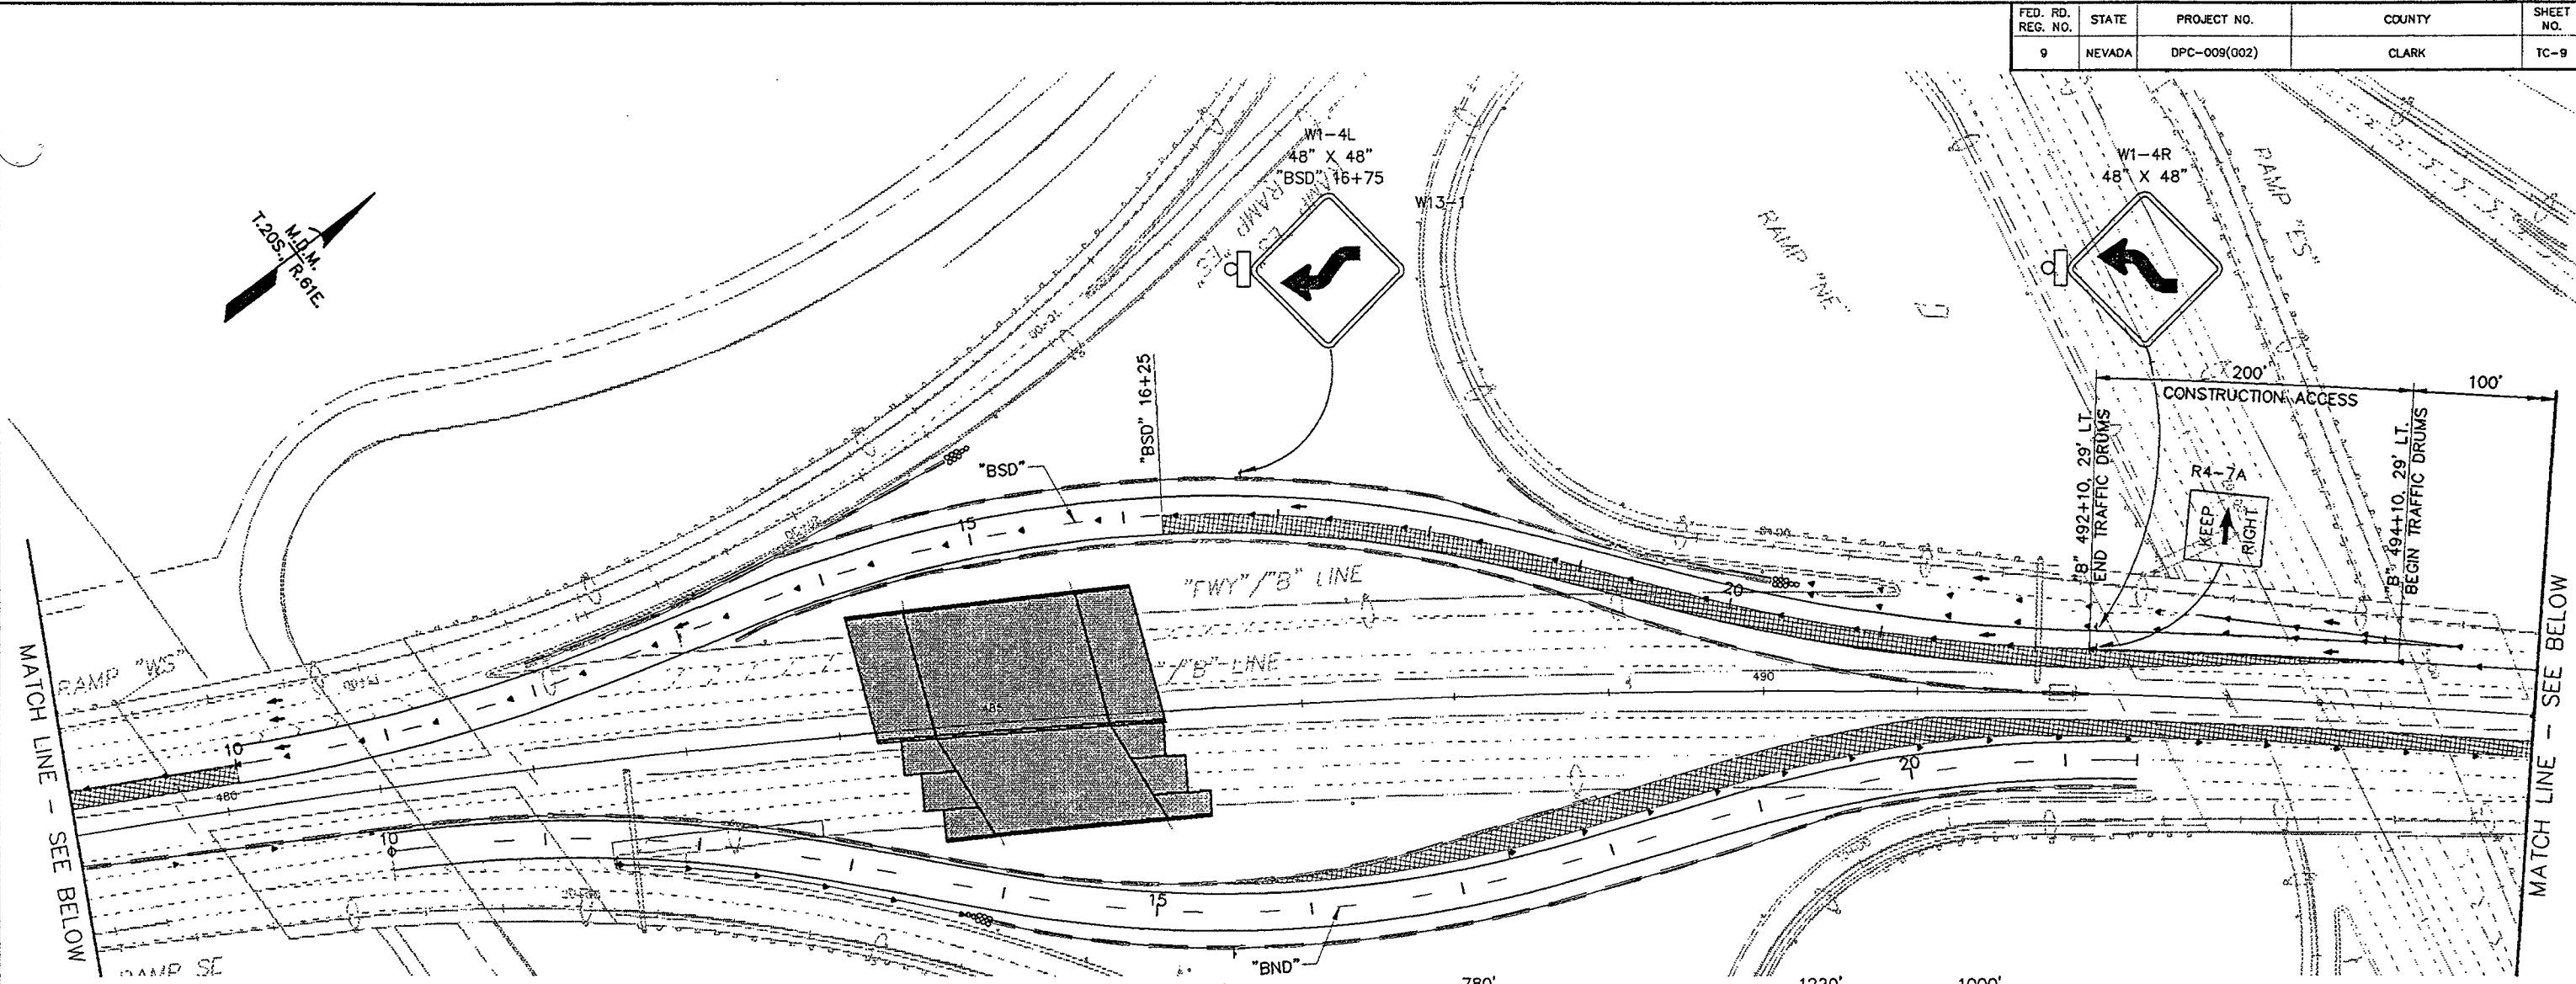 FED. RD. REG. NO.
STATE
PROJECT NO.
COUNTY
SHEET NO.
9
NEVADA
DPC-009(002)
CLARK
TC-9
M.D.M.
T.20S., R.61E.
W1-4L
48" X 48"
"BSD" 16+75
RAMP "ES"
W13-1
RAMP "NE"
W1-4R
48" X 48"
RAMP "ES"
200'
100'
CONSTRUCTION ACCESS
"B" 492+10, 29' LT.
END TRAFFIC DRUMS
R4-7A
KEEP
RIGHT
"B" 494+10, 29' LT.
BEGIN TRAFFIC DRUMS
"BSD" 16+25
"BSD"
15
"FWY"/"B" LINE
20
/"B"-LINE
490
485
RAMP "WS"
10
480
10
20
15
"BND"
RAMP SE
MATCH LINE - SEE BELOW
MATCH LINE - SEE BELOW
780'
1220'
1000'